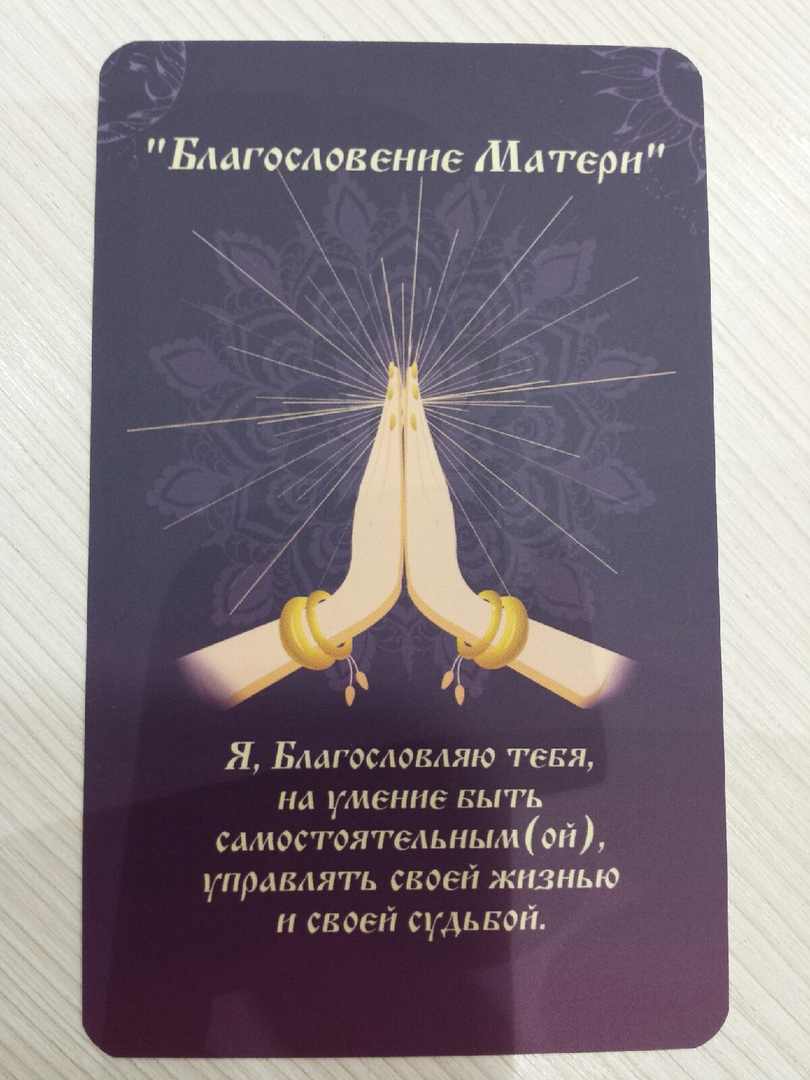 "Благословение Матери"
Я, Благословляю тебя,
на умение быть
самостоятельным(ой),
управлять своей жизнью
и своей судьбой.